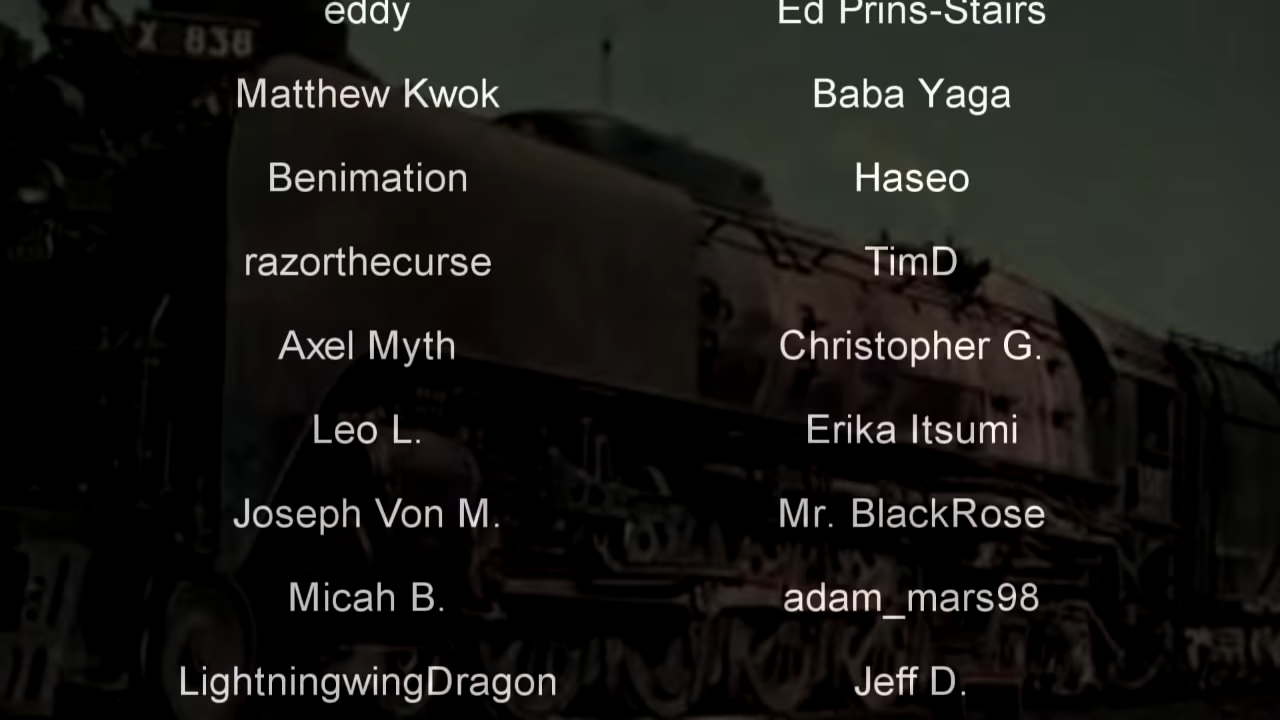 eddy
Ed Prins-Stairs
X 838
Matthew Kwok
Baba Yaga
Benimation
Haseo
razorthecurse
TimD
Axel Myth
Christopher G.
Leo L.
Erika Itsumi
Joseph Von M.
Mr. BlackRose
Micah B.
adam_mars98
LightningwingDragon
Jeff D.